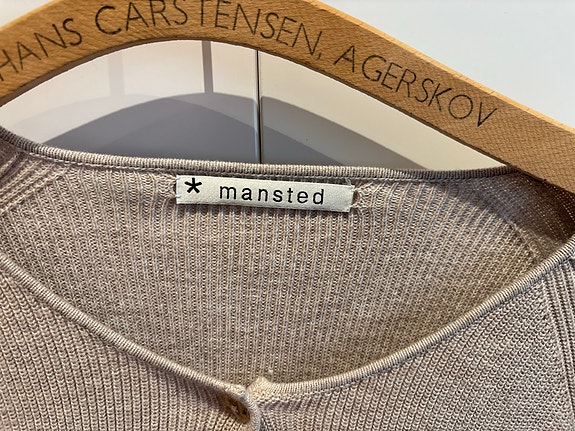 HANS CARSTENSEN, AGERSKOV
* mansted